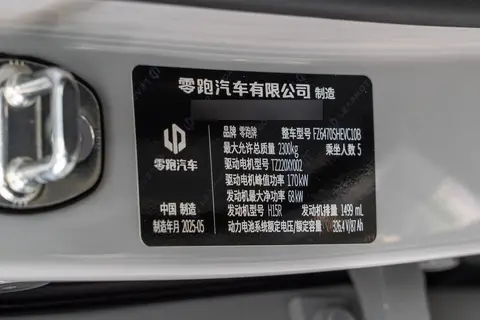 零跑汽车有限公司 制造
品牌 零跑牌 整车型号 FZ6470SHEVC10B
最大允许总质量 2300kg 乘坐人数 5
驱动电机型号 TZ220XY002
驱动电机峰值功率 170kW
发动机最大净功率 68kW
发动机型号 H15R 发动机排量 1499 mL
动力电池系统额定电压/额定容量 326.4V/87Ah
零跑汽车
中国 制造
制造年月 2025-05